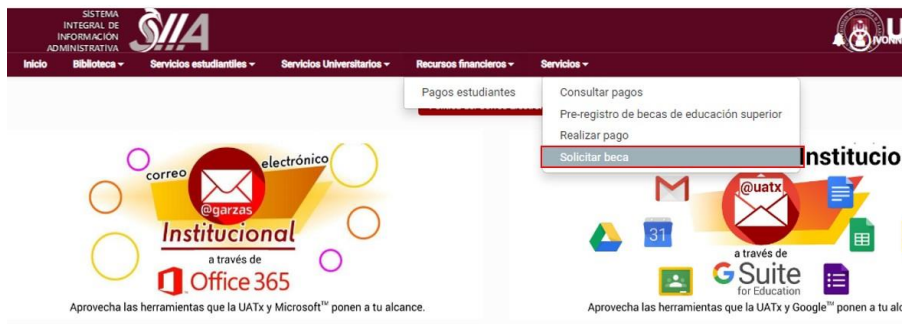 SISTEMA
INTEGRAL DE
INFORMACIÓN
ADMINISTRATIVA
SIIA
Inicio Biblioteca Servicios estudiantiles Servicios Universitarios Recursos financieros Servicios
Pagos estudiantes
Consultar pagos
Pre-registro de becas de educación superior
Realizar pago
Solicitar beca
correo electrónico
@garzas
Institucional
a través de
Office 365
Aprovecha las herramientas que la UATx y Microsoft™ ponen a tu alcance.
@uatx
31
a través de
G Suite
for Education
Aprovecha las herramientas que la UATx y Google™ ponen a tu